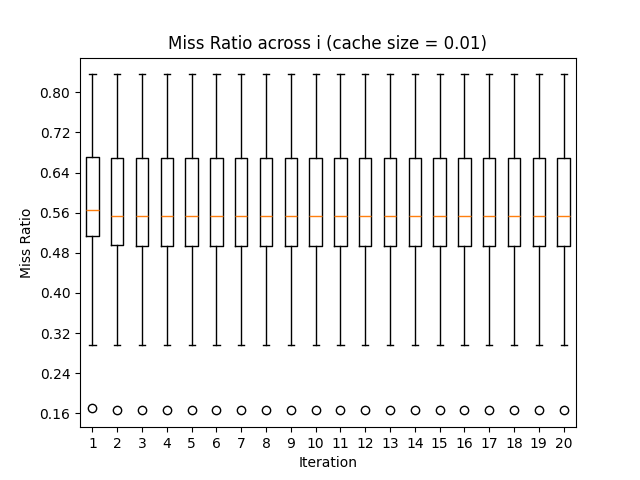 Miss Ratio across i (cache size = 0.01)
0.80
0.72
0.64
0.56
0.48
0.40
0.32
0.24
0.16
Miss Ratio
1 2 3 4 5 6 7 8 9 10 11 12 13 14 15 16 17 18 19 20
Iteration